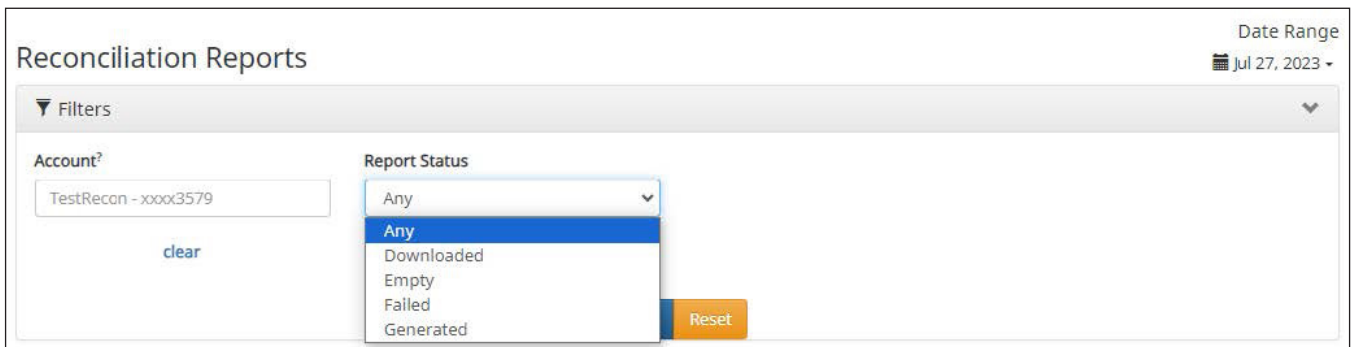 Date Range
Reconciliation Reports
Jul 27, 2023
Filters
Account?
Report Status
TestRecon - xxxx3579
Any
Any
clear
Downloaded
Empty
Failed
Generated
Reset